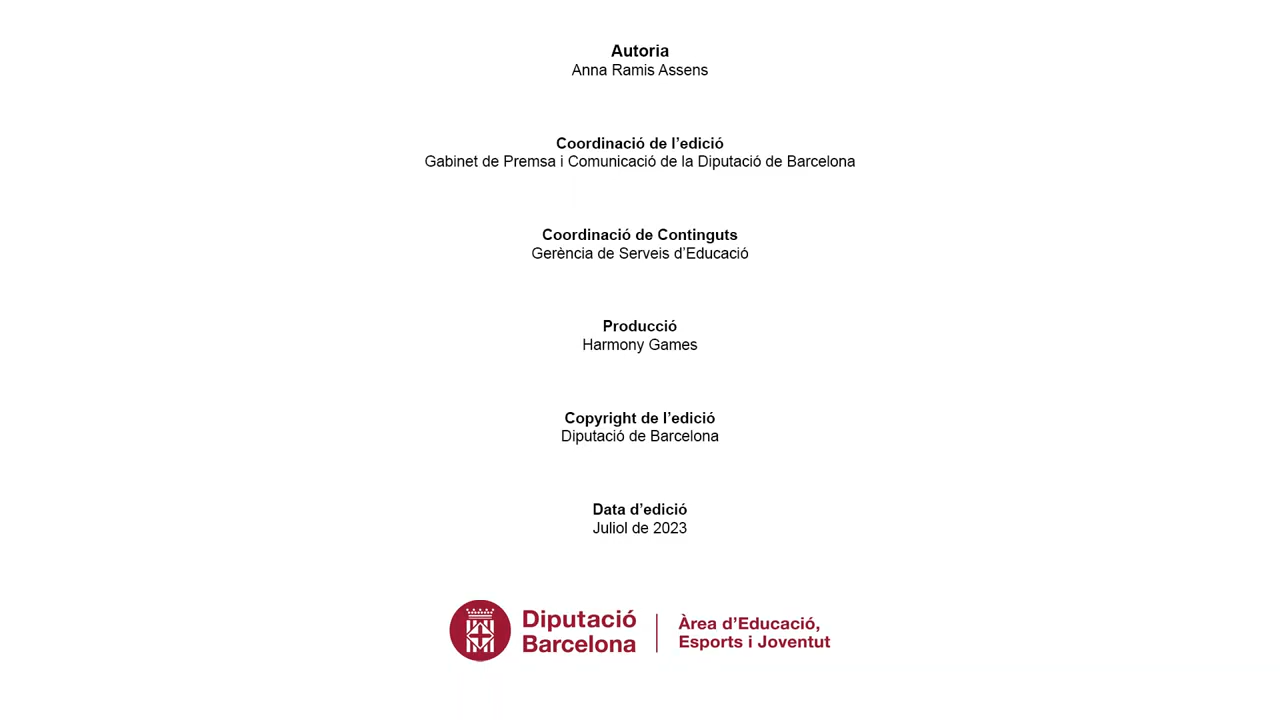 Autoria
Anna Ramis Assens
Coordinació de l’edició
Gabinet de Premsa i Comunicació de la Diputació de Barcelona
Coordinació de Continguts
Gerència de Serveis d’Educació
Producció
Harmony Games
Copyright de l’edició
Diputació de Barcelona
Data d’edició
Juliol de 2023
Diputació
Barcelona
Àrea d’Educació,
Esports i Joventut